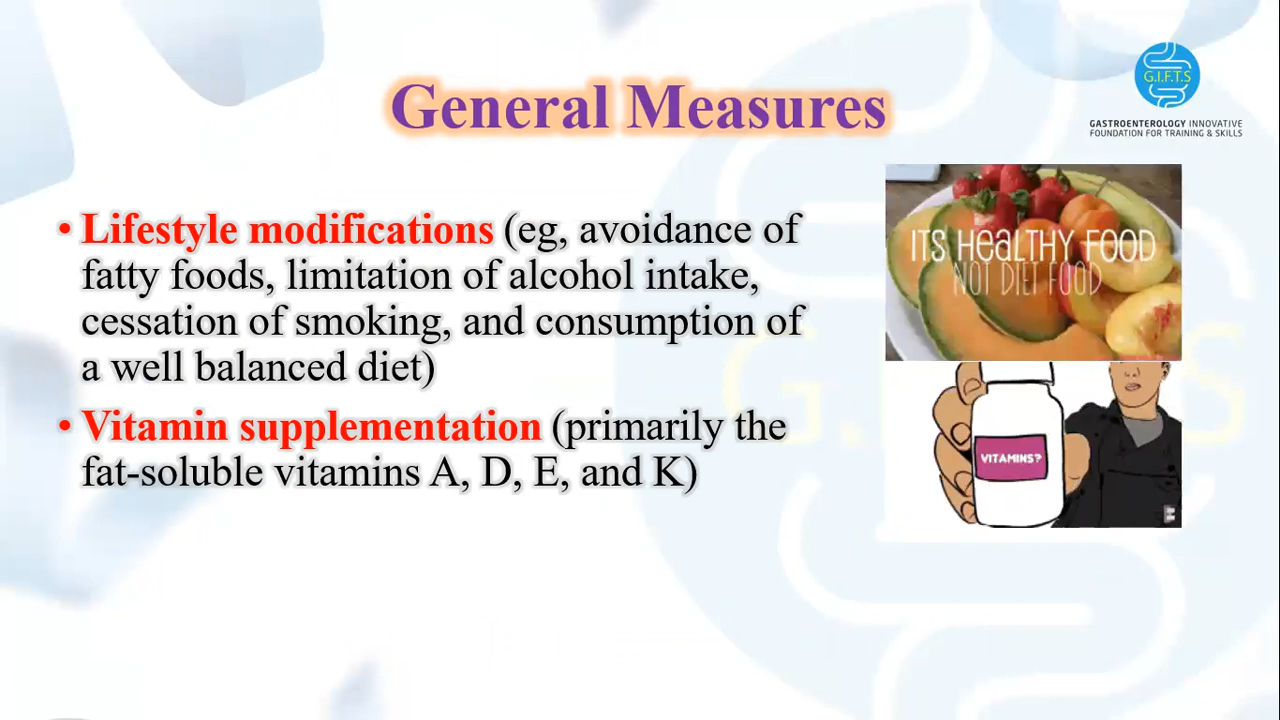 General Measures
G.I.F.T.S
GASTROENTEROLOGY INNOVATIVE
FOUNDATION FOR TRAINING & SKILLS
• Lifestyle modifications (eg, avoidance of
fatty foods, limitation of alcohol intake,
cessation of smoking, and consumption of
a well balanced diet)
• Vitamin supplementation (primarily the
fat-soluble vitamins A, D, E, and K)
ITS HEALTHY FOOD
NOT DIET FOOD
VITAMINS?